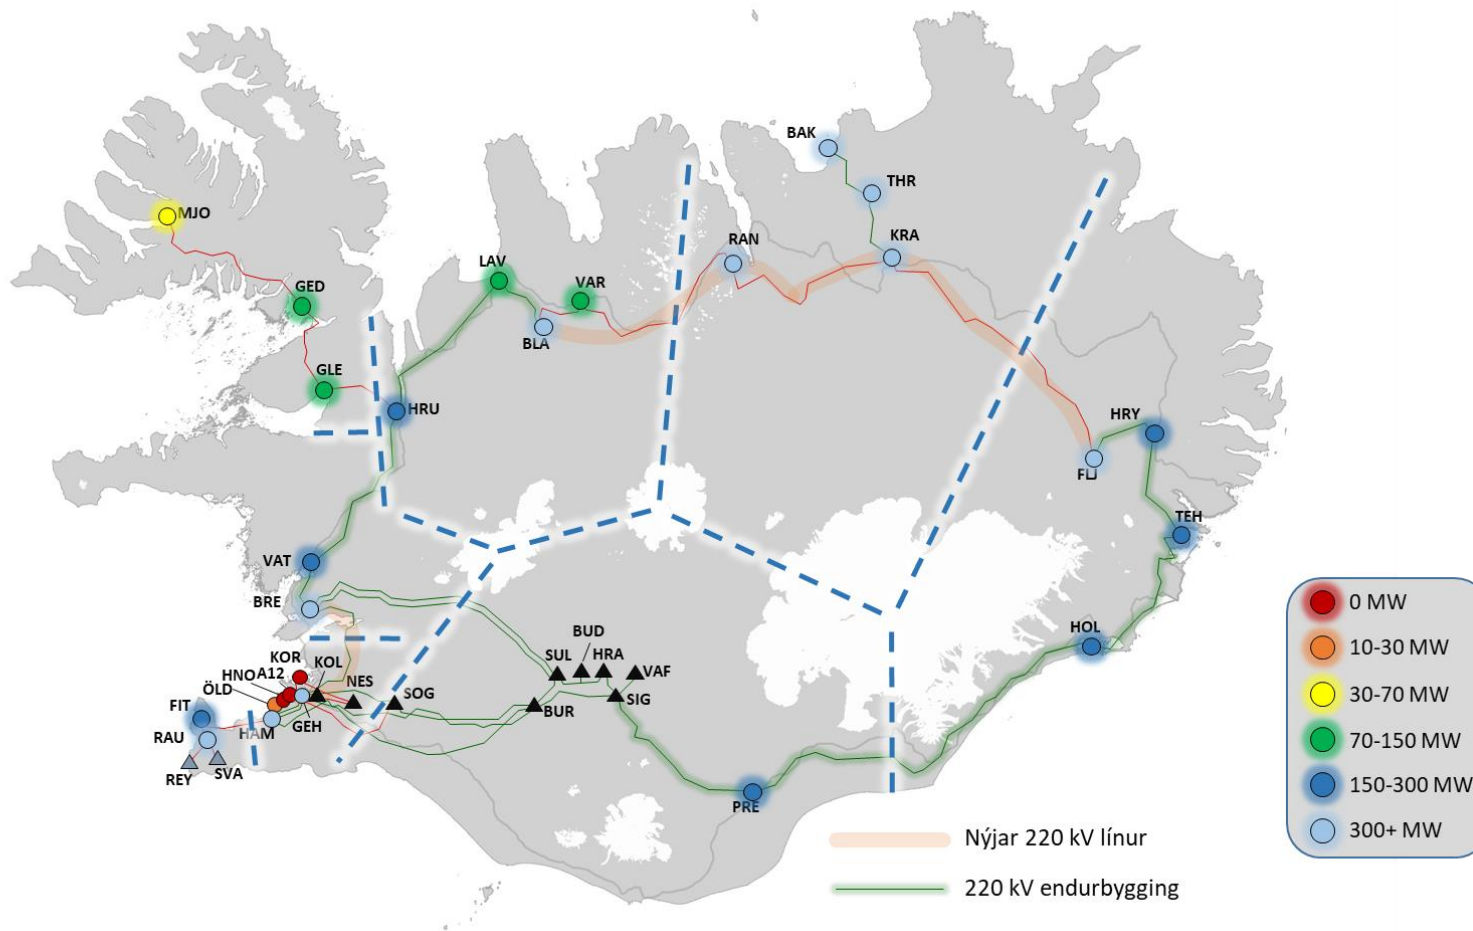 BAK
THR
MJO
RAN
KRA
LAV
VAR
GED
BLA
GLE
HRU
HRY
FLJ
TEH
VAT
BRE
HOL
BUD
SUL
HRA
VAF
KOR
KOL
HNO
A12
ÖLD
NES
SOG
SIG
BUR
FIT
GEH
HAM
RAU
REY
SVA
PRE
0 MW
10-30 MW
30-70 MW
70-150 MW
150-300 MW
300+ MW
Nýjar 220 kV línur
220 kV endurbygging